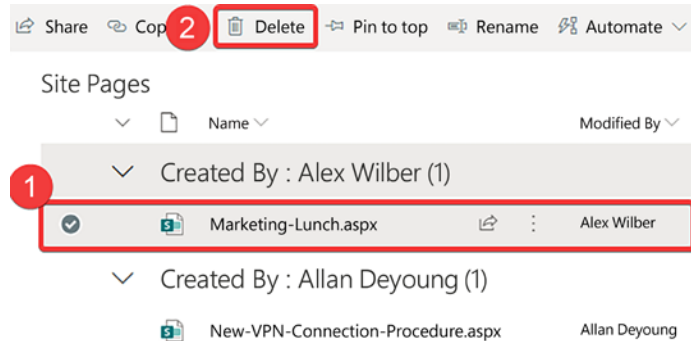 Share Cop 2 Delete Pin to top Rename Automate
Site Pages
Name Modified By
Created By : Alex Wilber (1)
1
Marketing-Lunch.aspx Alex Wilber
Created By : Allan Deyoung (1)
New-VPN-Connection-Procedure.aspx Allan Deyoung